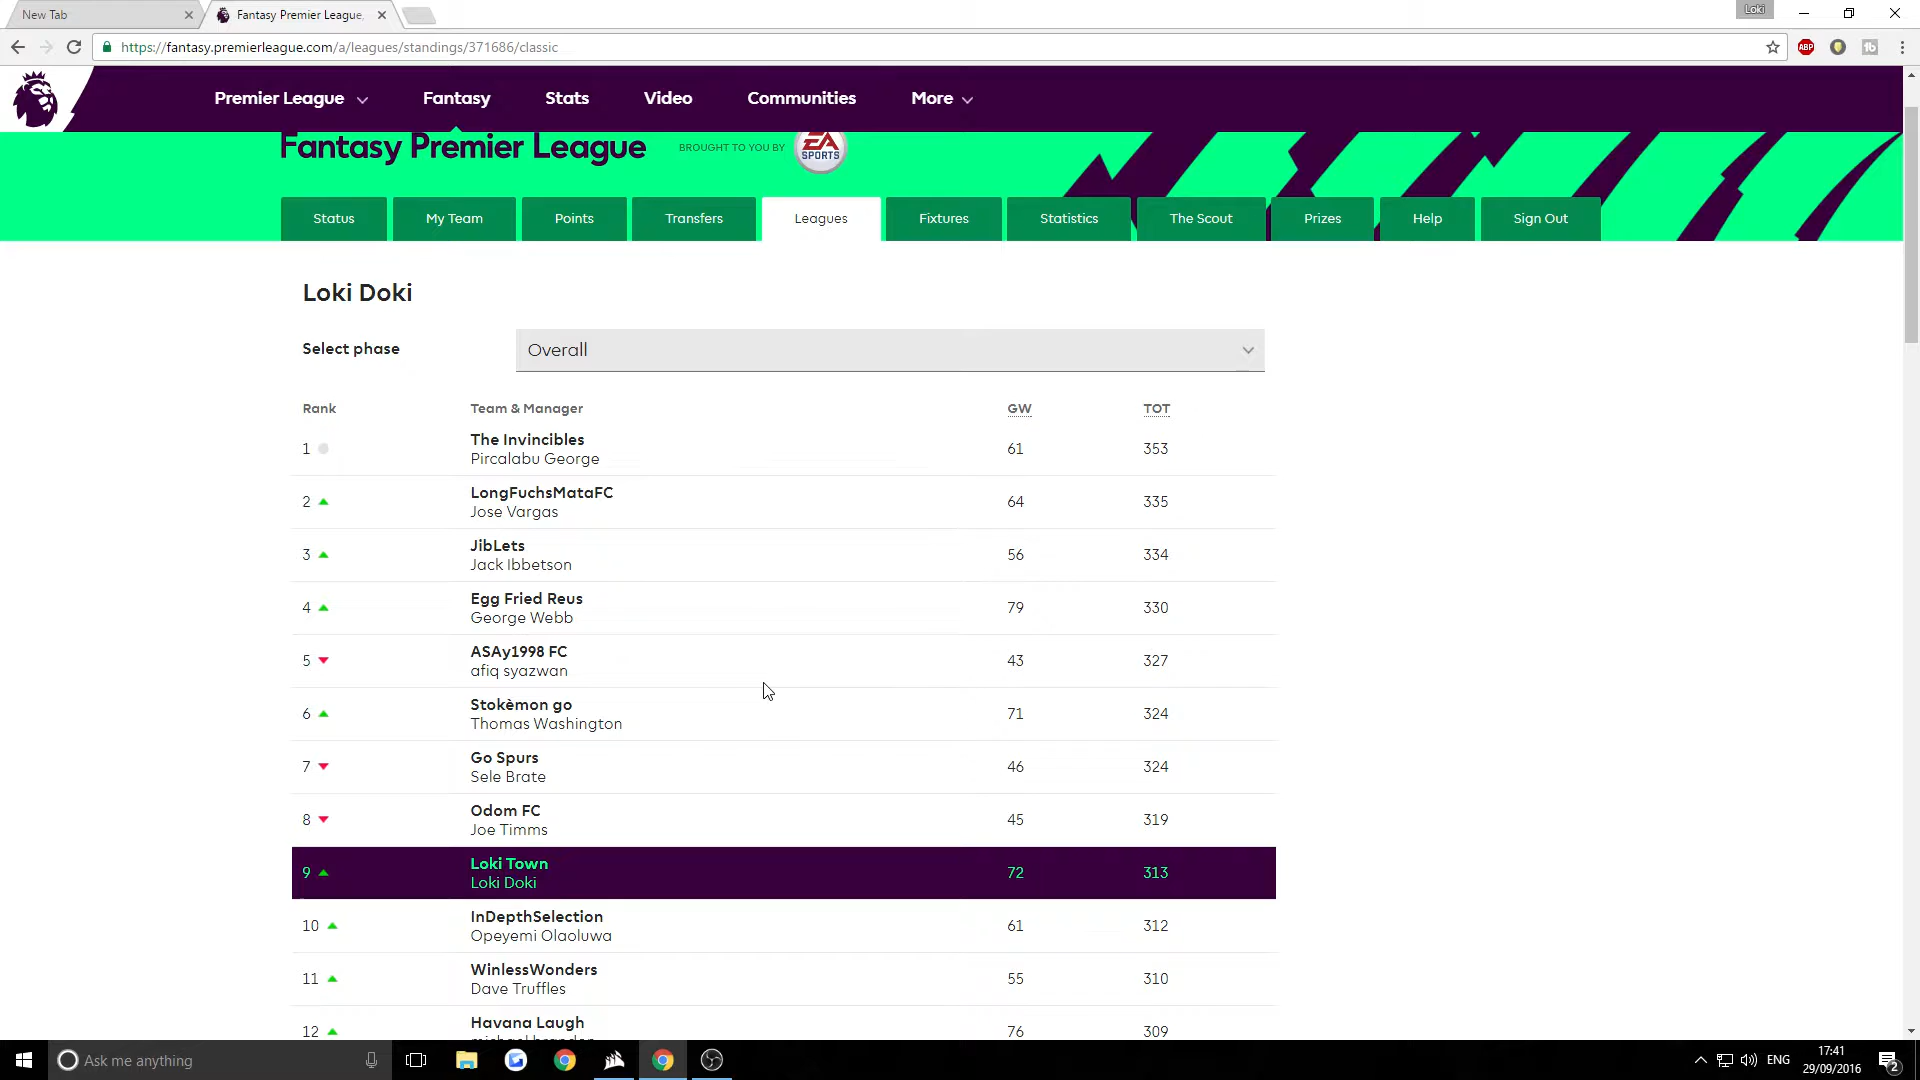 New Tab
Fantasy Premier League,
Loki
https://fantasy.premierleague.com/a/leagues/standings/371686/classic
ABP
Premier League
Fantasy
Stats
Video
Communities
More
Fantasy Premier League
BROUGHT TO YOU BY
EA SPORTS
Status
My Team
Points
Transfers
Leagues
Fixtures
Statistics
The Scout
Prizes
Help
Sign Out
Loki Doki
Select phase
Overall
Rank Team & Manager GW TOT
1 The Invincibles 61 353
Pircalabu George
2 LongFuchsMataFC 64 335
Jose Vargas
3 JibLets 56 334
Jack Ibbetson
4 Egg Fried Reus 79 330
George Webb
5 ASAy1998 FC 43 327
afiq syazwan
6 Stokèmon go 71 324
Thomas Washington
7 Go Spurs 46 324
Sele Brate
8 Odom FC 45 319
Joe Timms
9 Loki Town 72 313
Loki Doki
10 InDepthSelection 61 312
Opeyemi Olaoluwa
11 WinlessWonders 55 310
Dave Truffles
12 Havana Laugh 76 309
Ask me anything
ENG
17:41
29/09/2016
2